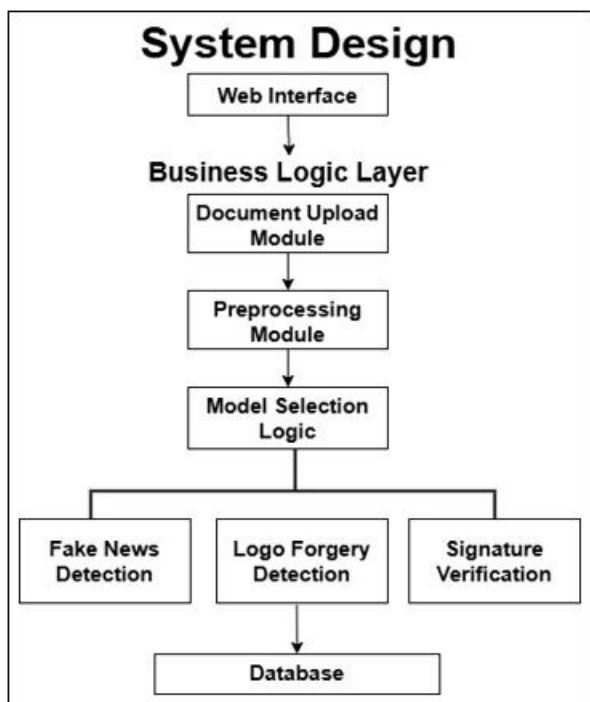 System Design
Web Interface
Business Logic Layer
Document Upload
Module
Preprocessing
Module
Model Selection
Logic
Fake News
Detection
Logo Forgery
Detection
Signature
Verification
Database